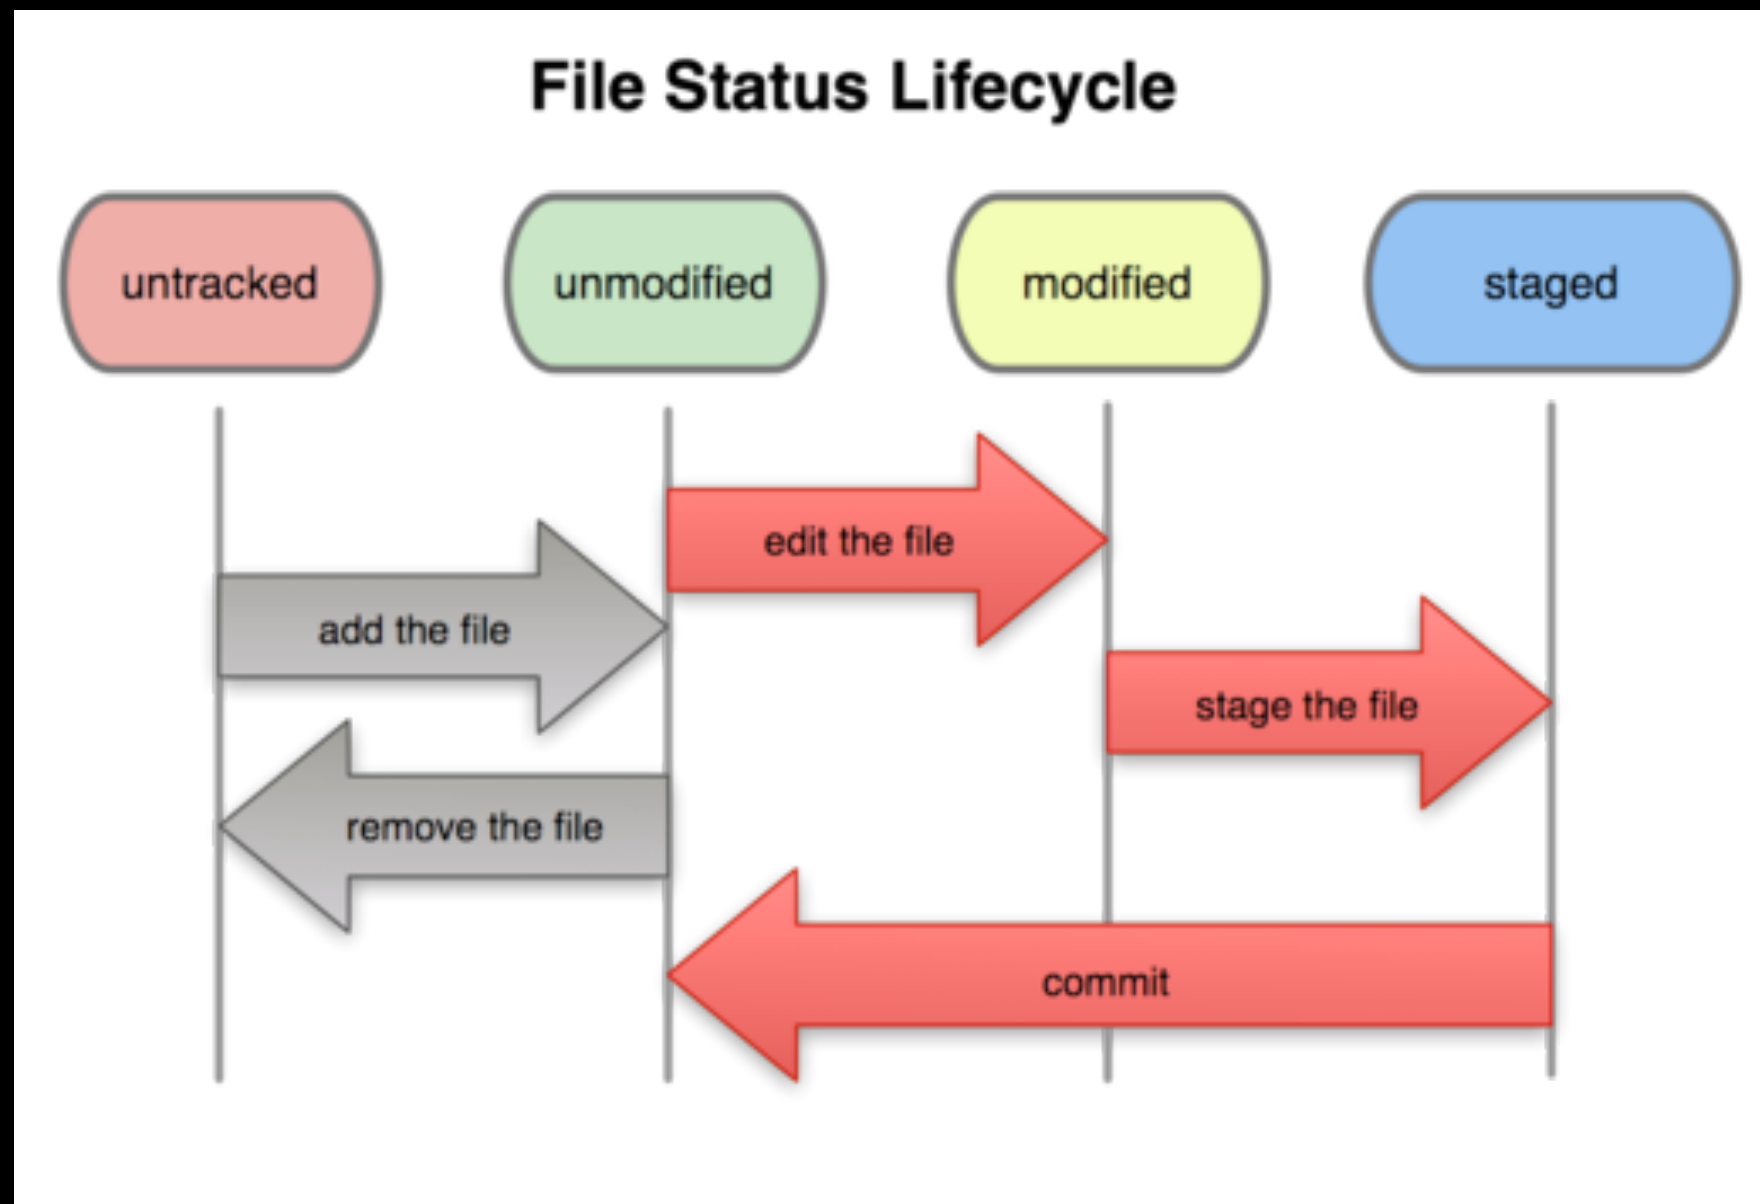 File Status Lifecycle
untracked
unmodified
modified
staged
edit the file
add the file
stage the file
remove the file
commit